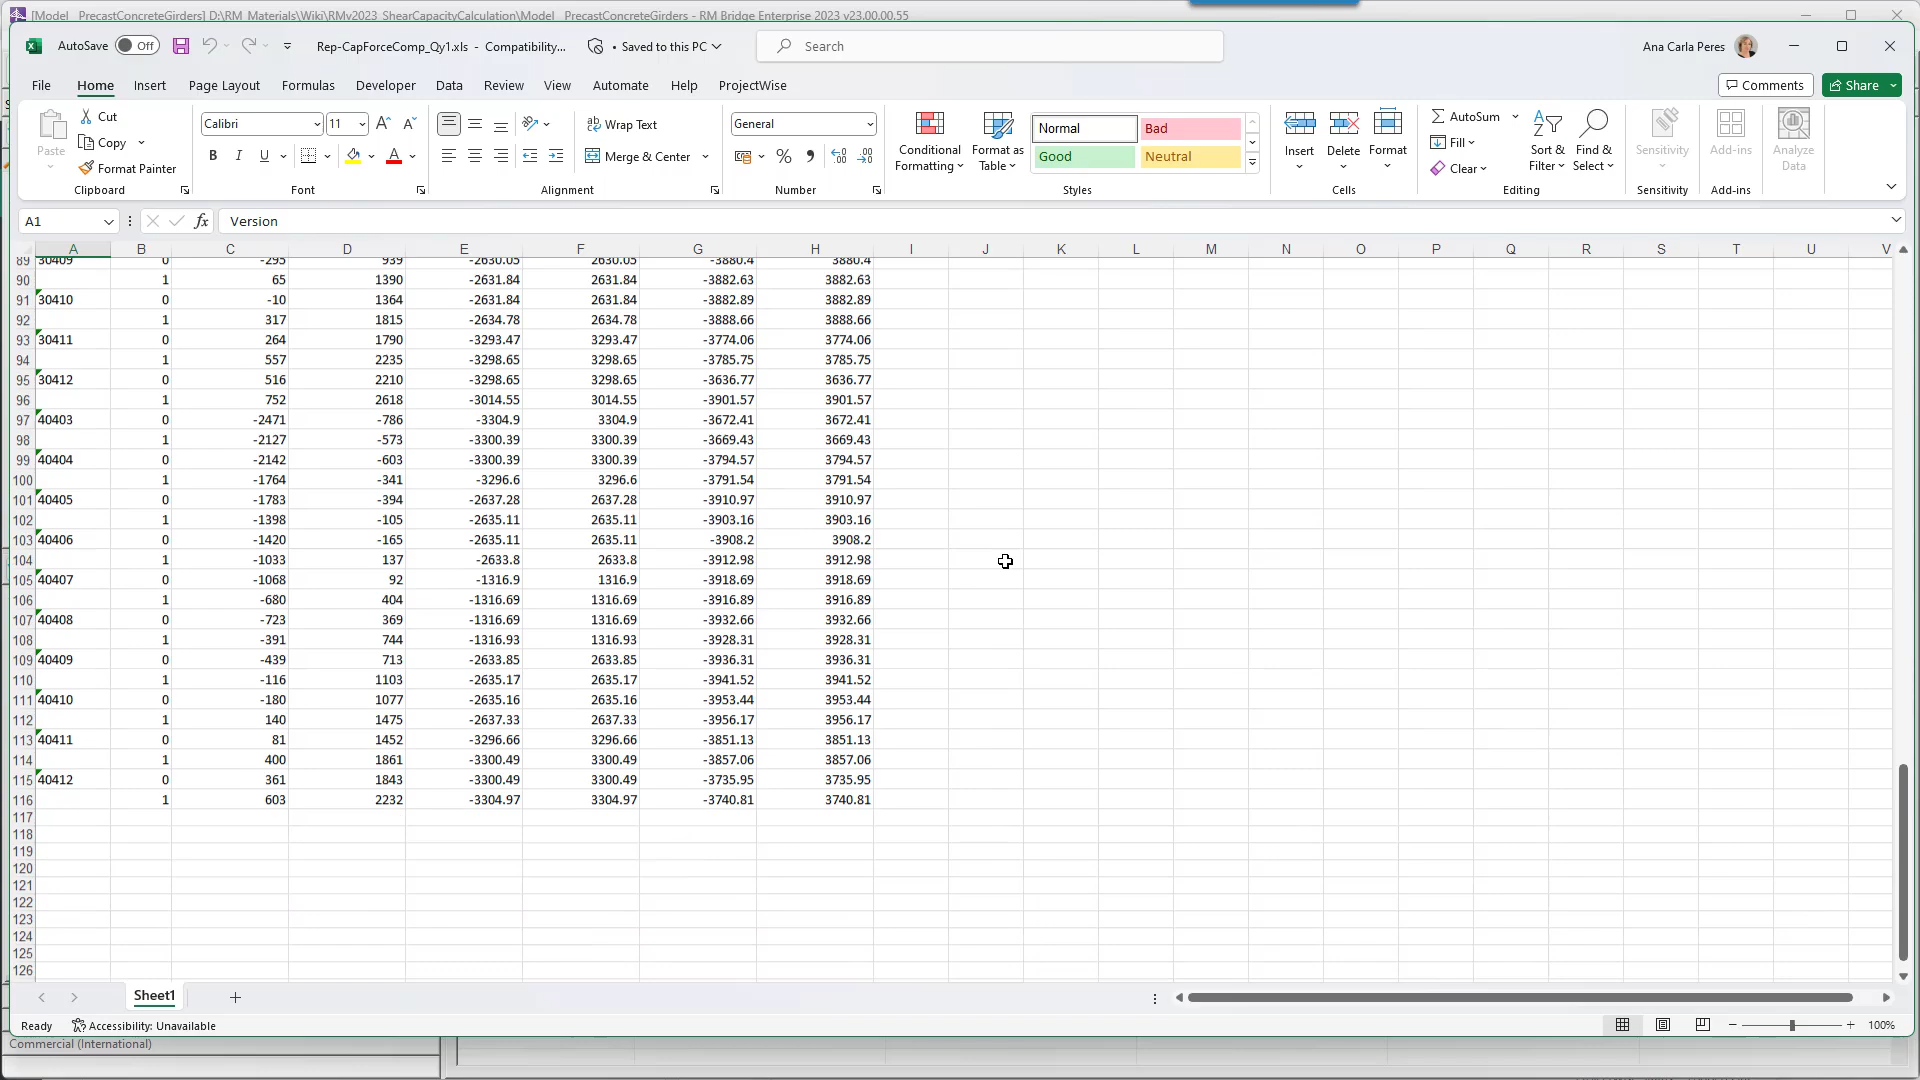 [Model__PrecastConcreteGirders] D:\RM_Materials\Wiki\RMv2023_ShearCapacityCalculation\Model__PrecastConcreteGirders - RM Bridge Enterprise 2023 v23.00.00.55
AutoSave Off Rep-CapForceComp_Qy1.xls - Compatibility... • Saved to this PC Search Ana Carla Peres
File Home Insert Page Layout Formulas Developer Data Review View Automate Help ProjectWise Comments Share
Paste Cut Copy Format Painter Calibri 11 Wrap Text Merge & Center General Conditional Formatting Format as Table Normal Bad Good Neutral Insert Delete Format AutoSum Fill Clear Sort & Filter Find & Select Sensitivity Add-ins Analyze Data
Clipboard Font Alignment Number Styles Cells Editing Sensitivity Add-ins
A1 fx Version
A B C D E F G H I J K L M N O P Q R S T U V
89 30409 0 -295 939 -2630.05 2630.05 -3880.4 3880.4
90 1 65 1390 -2631.84 2631.84 -3882.63 3882.63
91 30410 0 -10 1364 -2631.84 2631.84 -3882.89 3882.89
92 1 317 1815 -2634.78 2634.78 -3888.66 3888.66
93 30411 0 264 1790 -3293.47 3293.47 -3774.06 3774.06
94 1 557 2235 -3298.65 3298.65 -3785.75 3785.75
95 30412 0 516 2210 -3298.65 3298.65 -3636.77 3636.77
96 1 752 2618 -3014.55 3014.55 -3901.57 3901.57
97 40403 0 -2471 -786 -3304.9 3304.9 -3672.41 3672.41
98 1 -2127 -573 -3300.39 3300.39 -3669.43 3669.43
99 40404 0 -2142 -603 -3300.39 3300.39 -3794.57 3794.57
100 1 -1764 -341 -3296.6 3296.6 -3791.54 3791.54
101 40405 0 -1783 -394 -2637.28 2637.28 -3910.97 3910.97
102 1 -1398 -105 -2635.11 2635.11 -3903.16 3903.16
103 40406 0 -1420 -165 -2635.11 2635.11 -3908.2 3908.2
104 1 -1033 137 -2633.8 2633.8 -3912.98 3912.98
105 40407 0 -1068 92 -1316.9 1316.9 -3918.69 3918.69
106 1 -680 404 -1316.69 1316.69 -3916.89 3916.89
107 40408 0 -723 369 -1316.69 1316.69 -3932.66 3932.66
108 1 -391 744 -1316.93 1316.93 -3928.31 3928.31
109 40409 0 -439 713 -2633.85 2633.85 -3936.31 3936.31
110 1 -116 1103 -2635.17 2635.17 -3941.52 3941.52
111 40410 0 -180 1077 -2635.16 2635.16 -3953.44 3953.44
112 1 140 1475 -2637.33 2637.33 -3956.17 3956.17
113 40411 0 81 1452 -3296.66 3296.66 -3851.13 3851.13
114 1 400 1861 -3300.49 3300.49 -3857.06 3857.06
115 40412 0 361 1843 -3300.49 3300.49 -3735.95 3735.95
116 1 603 2232 -3304.97 3304.97 -3740.81 3740.81
117
118
119
120
121
122
123
124
125
126
Sheet1
Ready Accessibility: Unavailable 100%
Commercial (International)